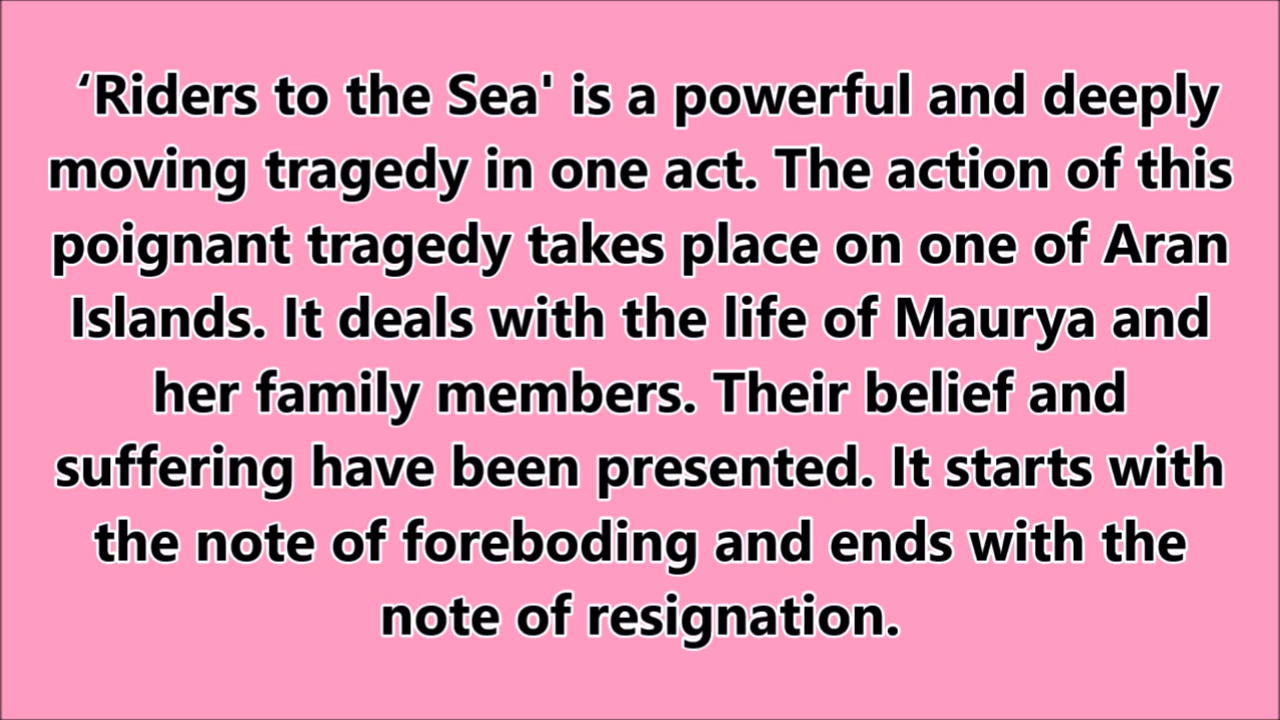 ‘Riders to the Sea' is a powerful and deeply
moving tragedy in one act. The action of this
poignant tragedy takes place on one of Aran
Islands. It deals with the life of Maurya and
her family members. Their belief and
suffering have been presented. It starts with
the note of foreboding and ends with the
note of resignation.